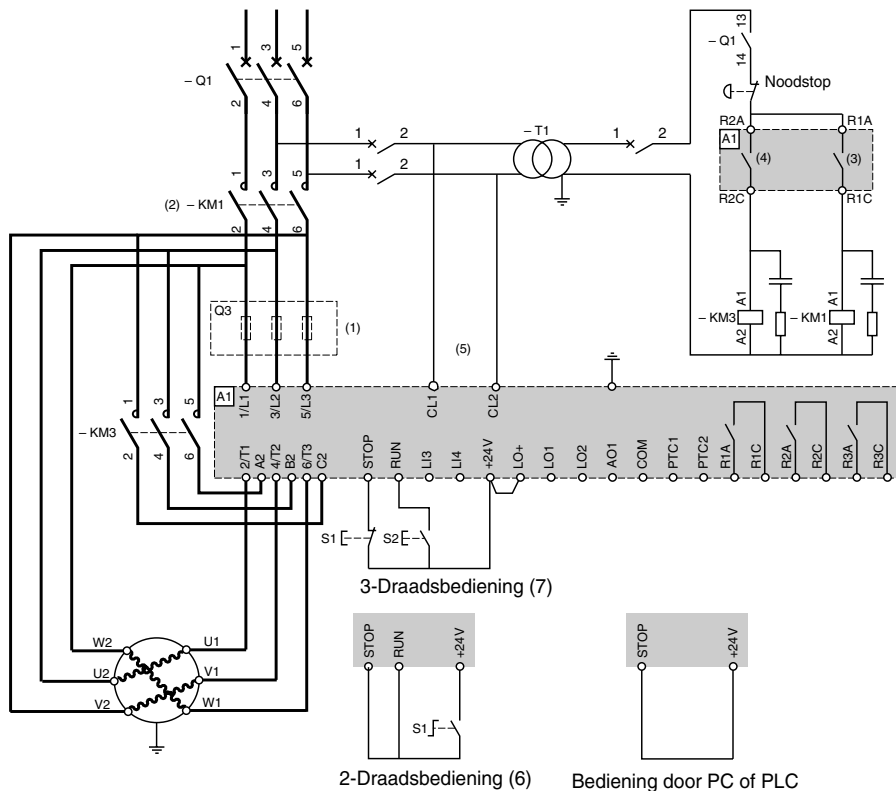 1 3 5
– Q1
2 4 6
13
– Q1
14
Noodstop
1 2
– T1
1 2
1 2
R2A R1A
A1
(4) (3)
R2C R1C
1 3 5
(2) – KM1
2 4 6
Q3
(1)
(5)
A1 A1
– KM3 – KM1
A2 A2
A1
1/L1 3/L2 5/L3 CL1 CL2
1 3 5
– KM3
2 4 6
2/T1 A2 4/T2 B2 6/T3 C2 STOP RUN LI3 LI4 +24V LO+ LO1 LO2 AO1 COM PTC1 PTC2 R1A R1C R2A R2C R3A R3C
S1 S2
3-Draadsbediening (7)
W2 U1
U2 V1
V2 W1
STOP RUN +24V
S1
2-Draadsbediening (6)
STOP +24V
Bediening door PC of PLC